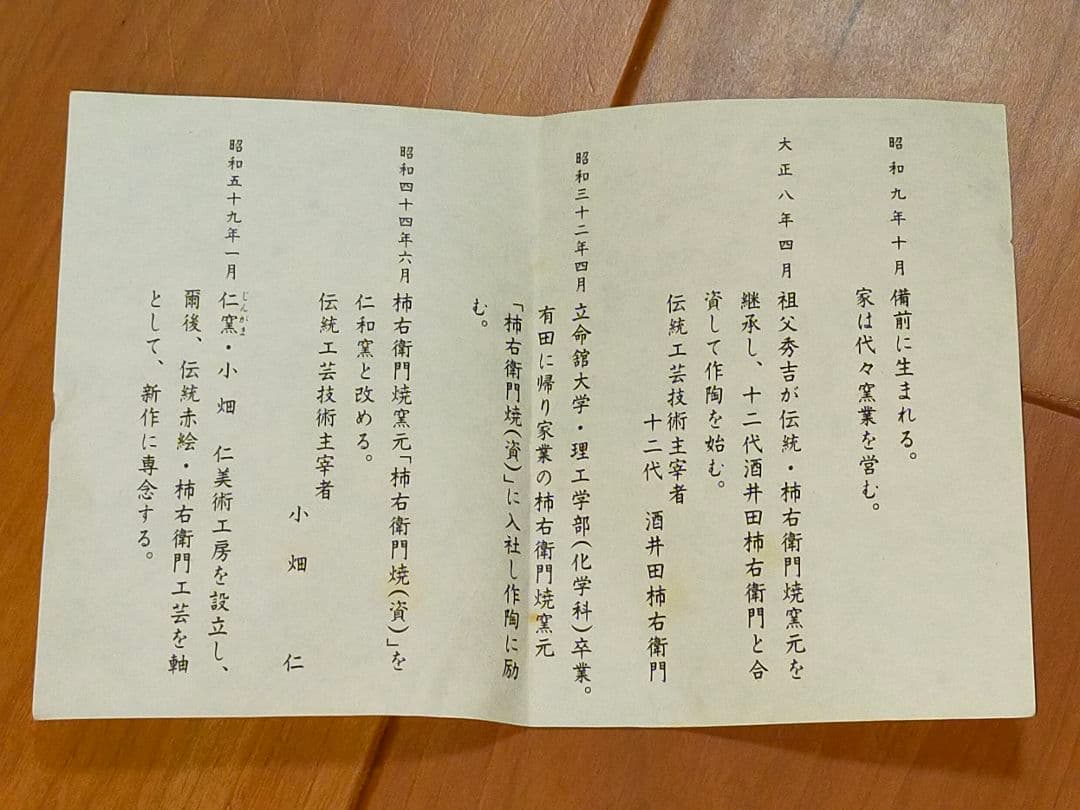 昭和九年十月 備前に生まれる。
家は代々窯業を営む。
大正八年四月 祖父秀吉が伝統・柿右衛門焼窯元を
継承し、十二代酒井田柿右衛門と合
資して作陶を始む。
伝統工芸技術主宰者
十二代 酒井田柿右衛門
昭和三十二年四月 立命舘大学・理工学部(化学科)卒業。
有田に帰り家業の柿右衛門焼窯元
「柿右衛門焼(資)」に入社し作陶に励
む。
昭和四十四年六月 柿右衛門焼窯元「柿右衛門焼(資)」を
仁和窯と改める。
伝統工芸技術主宰者
小畑 仁
昭和五十九年一月 仁窯・小畑 仁美術工房を設立し、
じんがま
爾後、伝統赤絵・柿右衛門工芸を軸
として、新作に専念する。